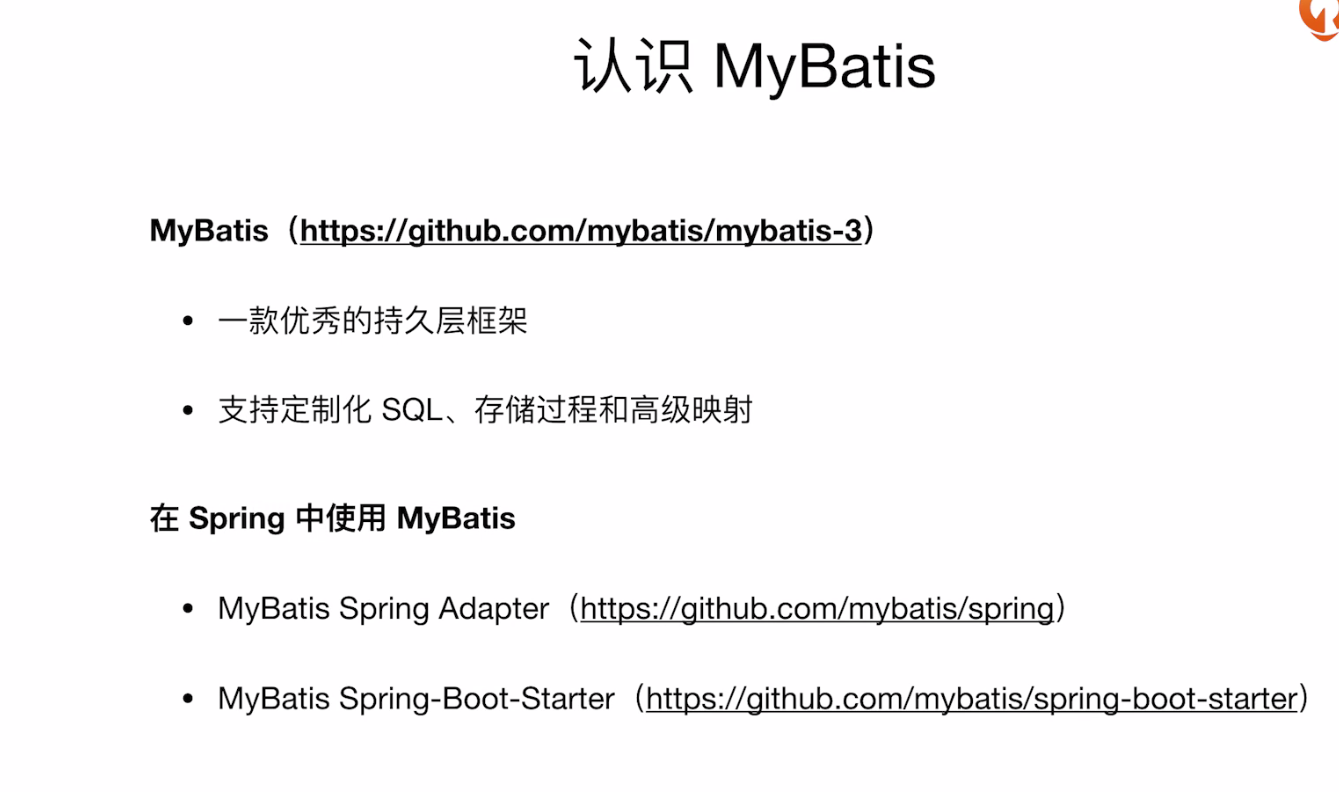 认识 MyBatis
MyBatis（https://github.com/mybatis/mybatis-3）
• 一款优秀的持久层框架
• 支持定制化 SQL、存储过程和高级映射
在 Spring 中使用 MyBatis
• MyBatis Spring Adapter（https://github.com/mybatis/spring）
• MyBatis Spring-Boot-Starter（https://github.com/mybatis/spring-boot-starter）